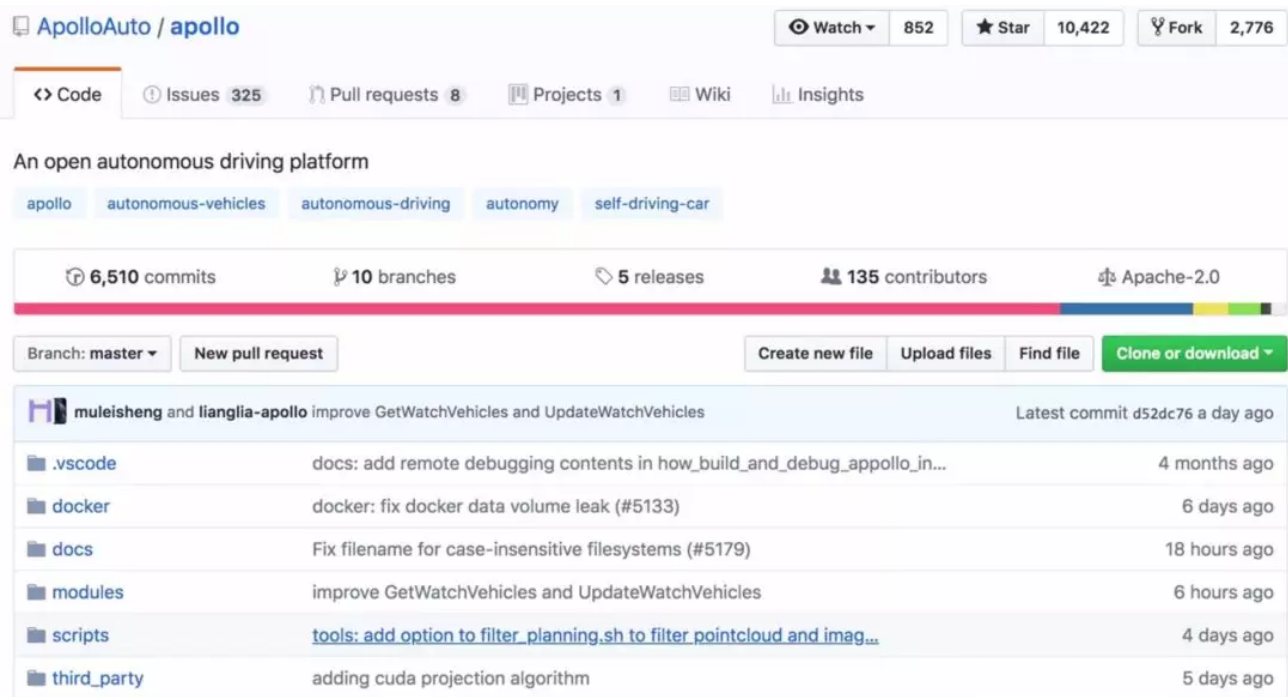 ApolloAuto / apollo Watch 852 Star 10,422 Fork 2,776
Code Issues 325 Pull requests 8 Projects 1 Wiki Insights
An open autonomous driving platform
apollo autonomous-vehicles autonomous-driving autonomy self-driving-car
6,510 commits 10 branches 5 releases 135 contributors Apache-2.0
Branch: master New pull request Create new file Upload files Find file Clone or download
muleisheng and lianglia-apollo improve GetWatchVehicles and UpdateWatchVehicles Latest commit d52dc76 a day ago
.vscode docs: add remote debugging contents in how_build_and_debug_appollo_in... 4 months ago
docker docker: fix docker data volume leak (#5133) 6 days ago
docs Fix filename for case-insensitive filesystems (#5179) 18 hours ago
modules improve GetWatchVehicles and UpdateWatchVehicles 6 hours ago
scripts tools: add option to filter_planning.sh to filter pointcloud and imag... 4 days ago
third_party adding cuda projection algorithm 5 days ago